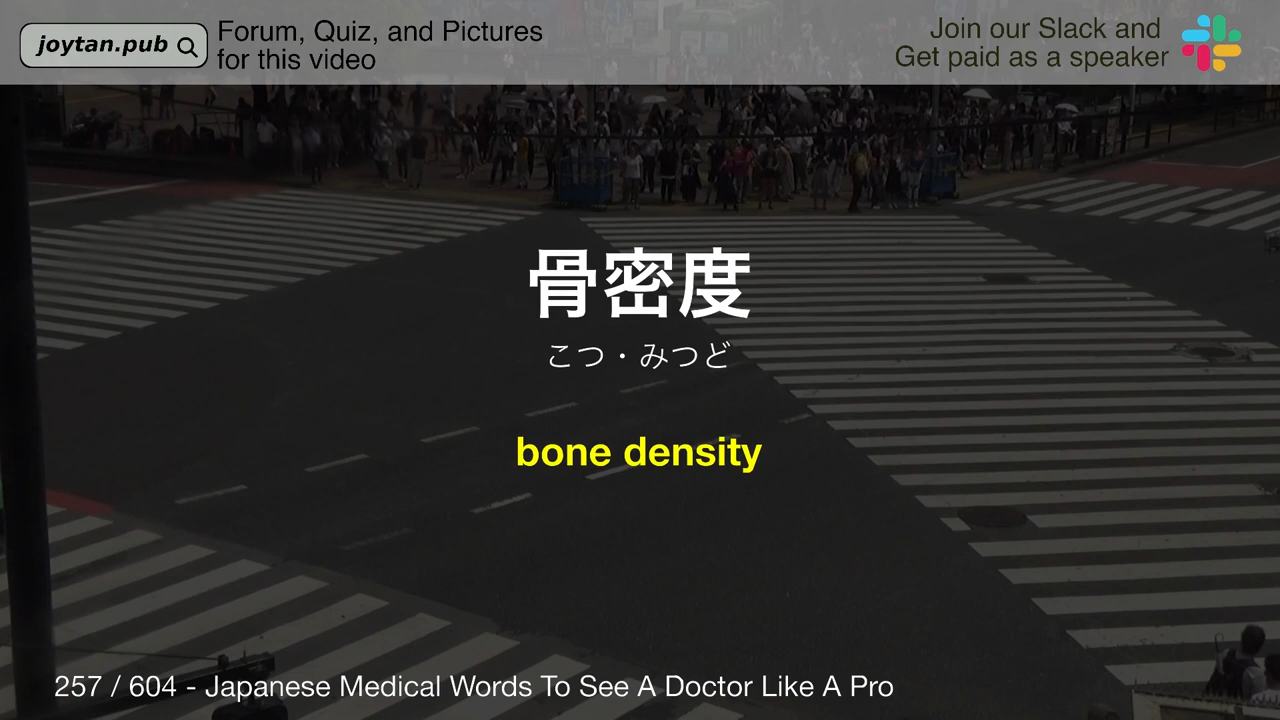 joytan.pub
Forum, Quiz, and Pictures
for this video
Join our Slack and
Get paid as a speaker
骨密度
こつ・みつど
bone density
257 / 604 - Japanese Medical Words To See A Doctor Like A Pro